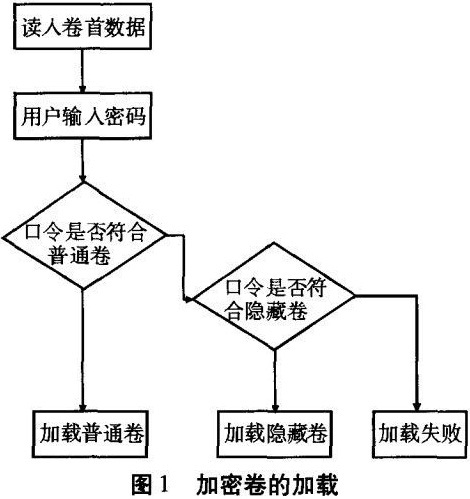 读入卷首数据
用户输入密码
口令是否符合
普通卷
口令是否符
合隐藏卷
加载普通卷
加载隐藏卷
加载失败
图1 加密卷的加载